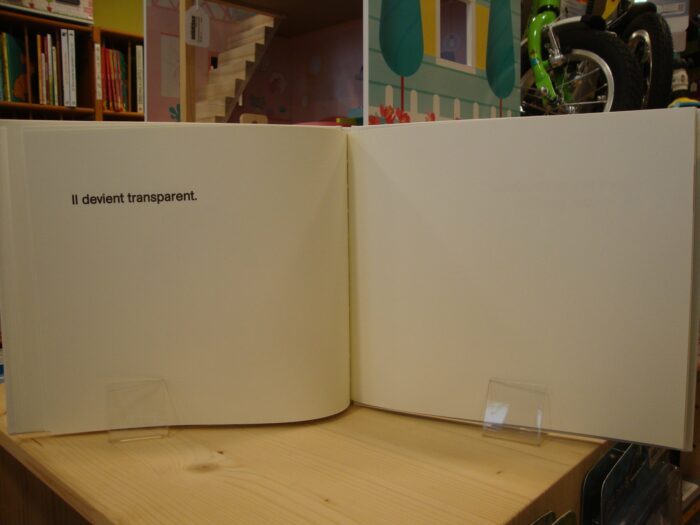 Il devient transparent.